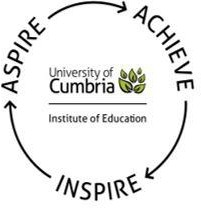 ASPIRE
ACHIEVE
University of
Cumbria
Institute of Education
INSPIRE